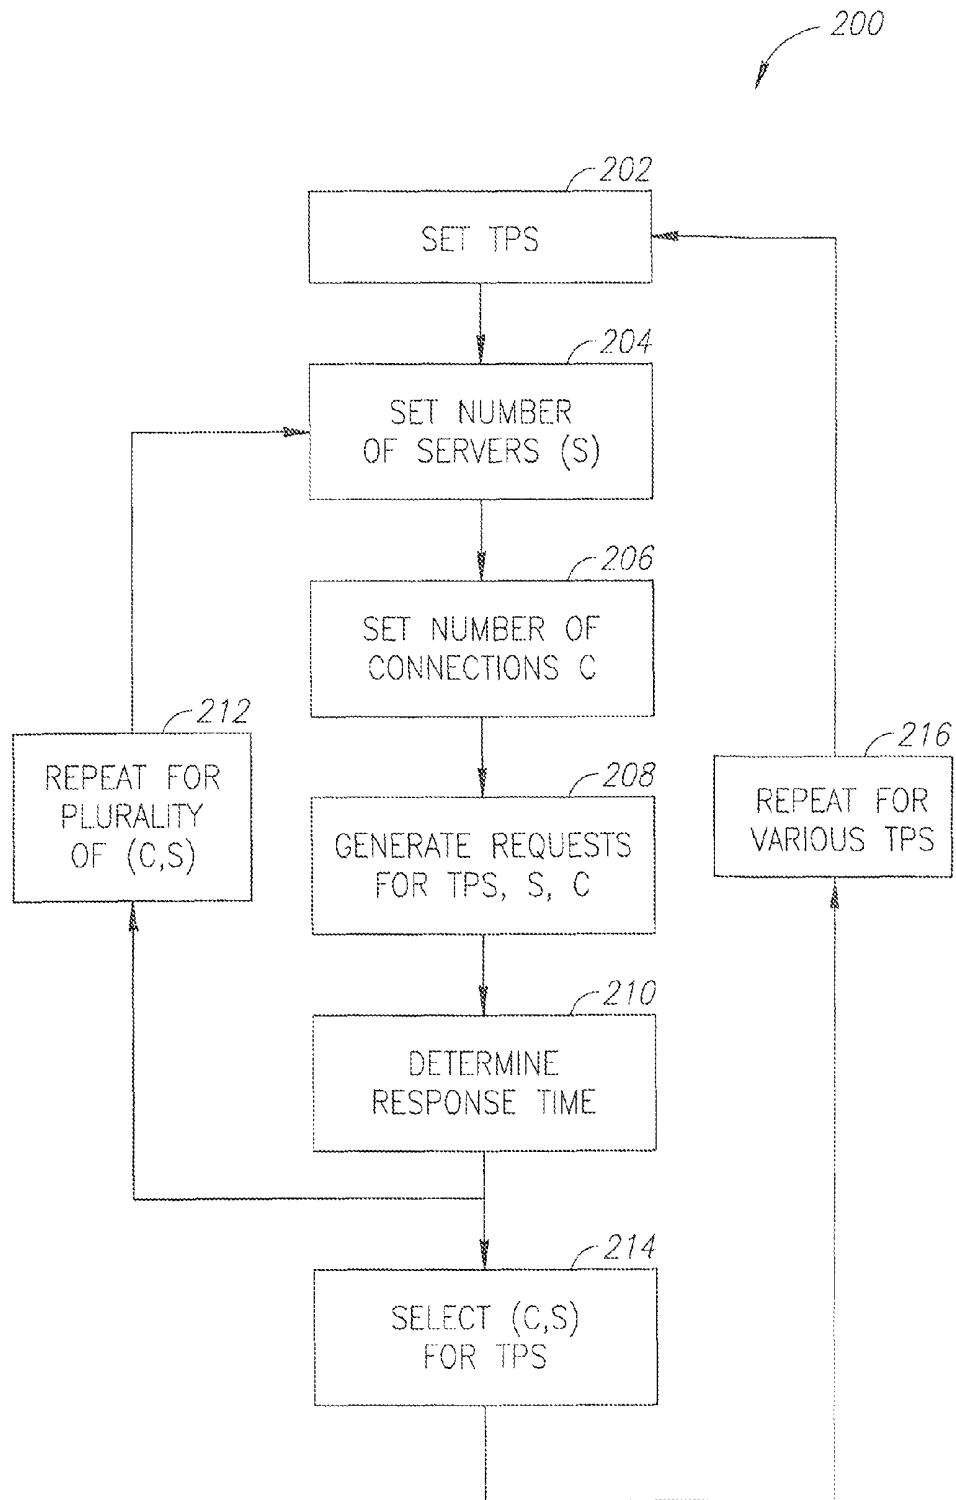 200
202
SET TPS
204
SET NUMBER
OF SERVERS (S)
206
SET NUMBER OF
CONNECTIONS C
212
REPEAT FOR
PLURALITY
OF (C,S)
216
REPEAT FOR
VARIOUS TPS
208
GENERATE REQUESTS
FOR TPS, S, C
210
DETERMINE
RESPONSE TIME
214
SELECT (C,S)
FOR TPS